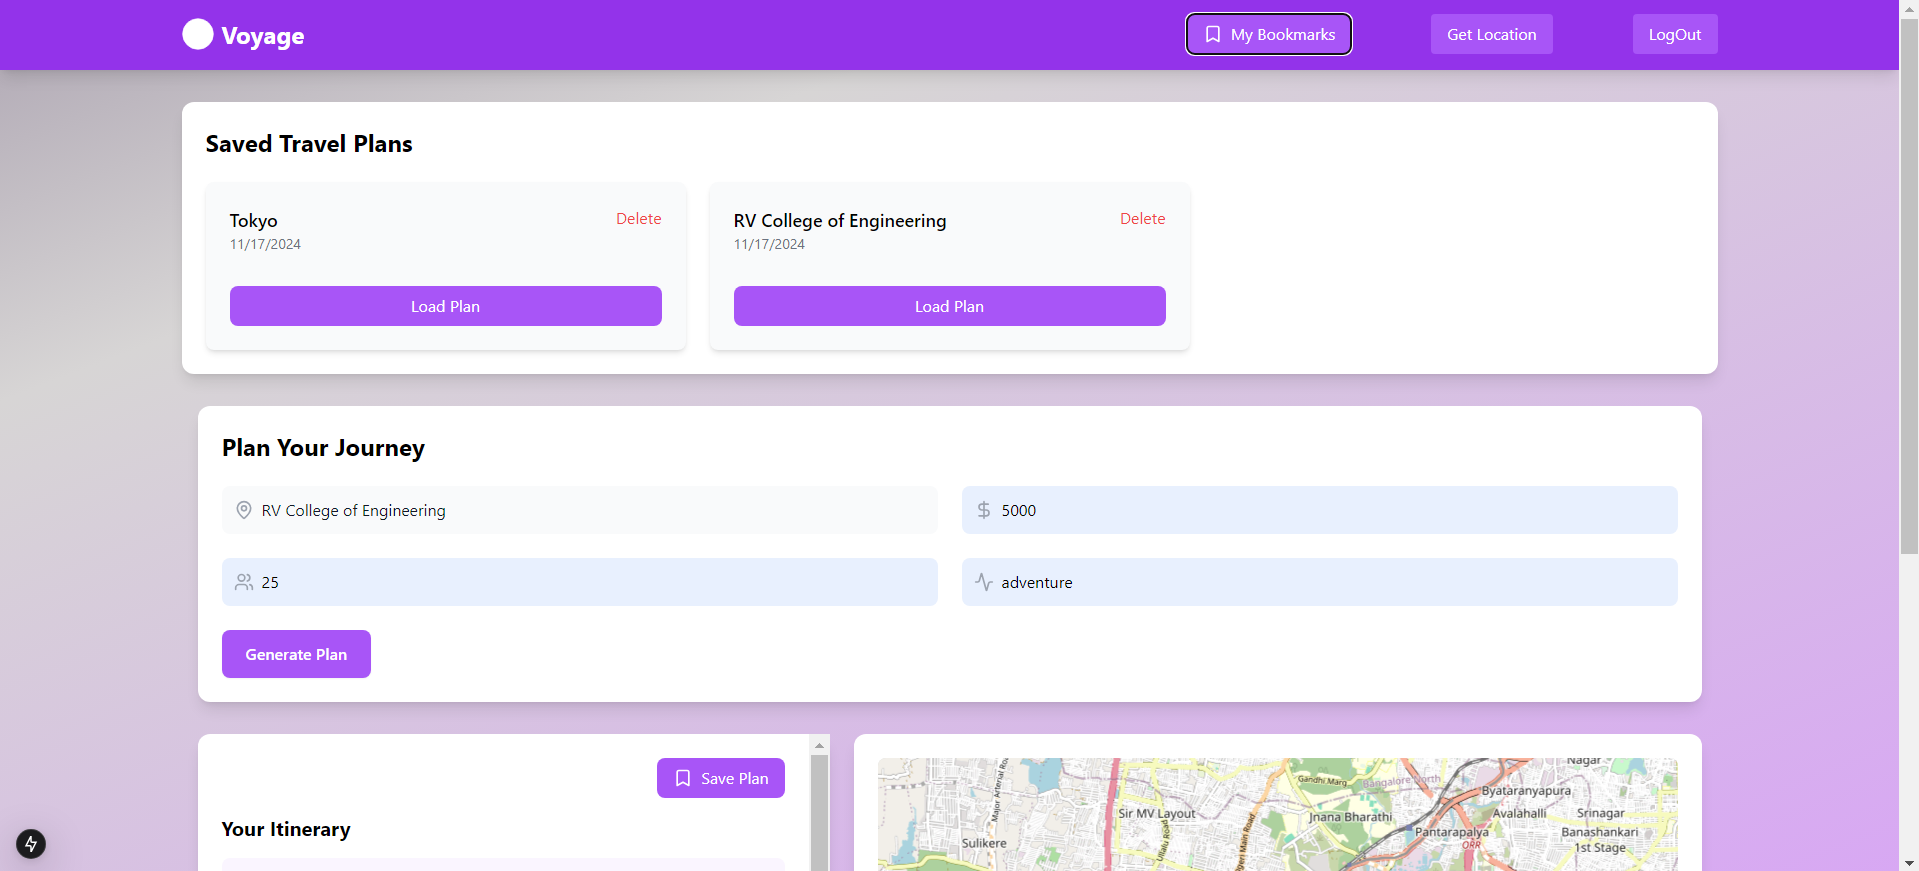 Voyage
My Bookmarks
Get Location
LogOut
Saved Travel Plans
Tokyo
Delete
11/17/2024
Load Plan
RV College of Engineering
Delete
11/17/2024
Load Plan
Plan Your Journey
RV College of Engineering
5000
25
adventure
Generate Plan
Save Plan
Your Itinerary
Nagar
Gandhi Marg
Bangalore North
Byataranyapura
Major Arterial Ro
Sir MV Layout
Jnana Bharathi
Avalahalli
Srinagar
Pantarapalya
Banashankari
1st Stage
ORR
Ullalu Road
geri Main Road
Sulikere